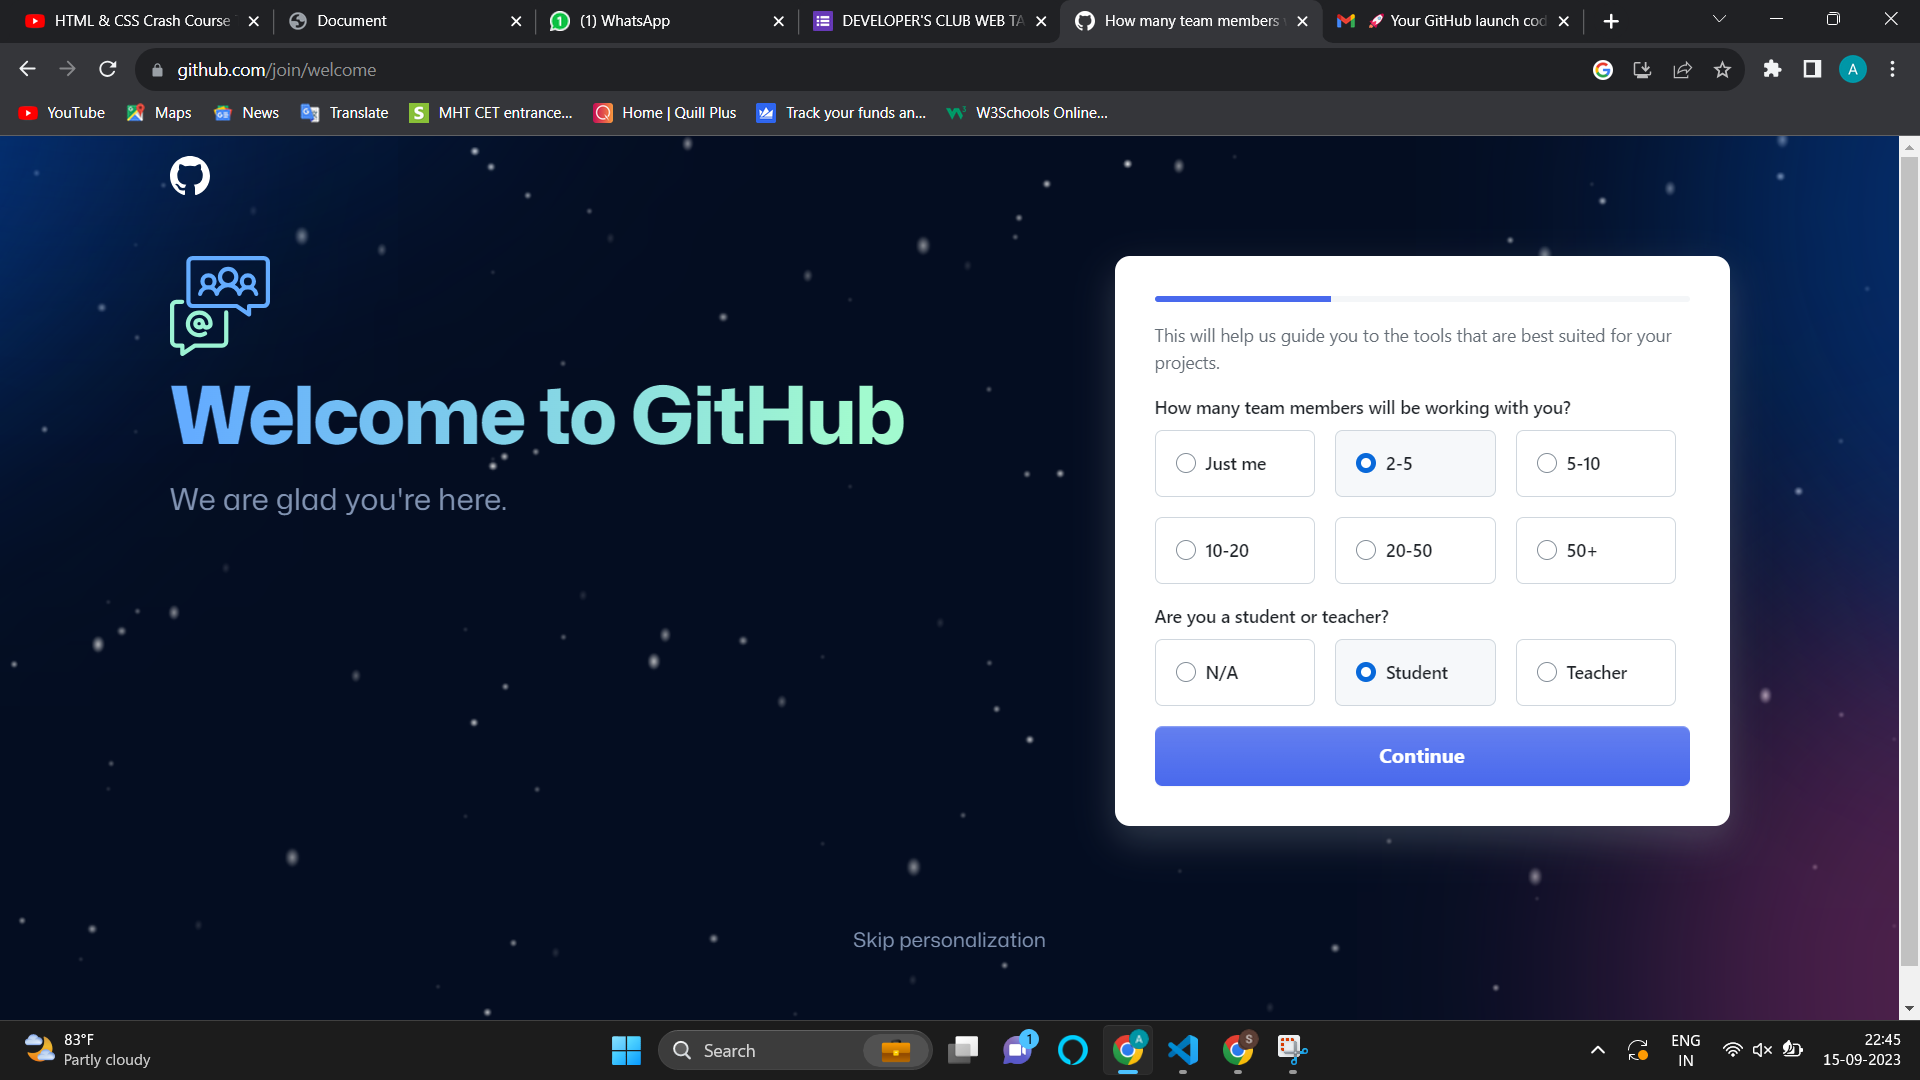 HTML & CSS Crash Course
Document
(1) WhatsApp
DEVELOPER'S CLUB WEB TA
How many team members
🚀 Your GitHub launch cod
github.com/join/welcome
A
YouTube
Maps
News
Translate
MHT CET entrance...
Home | Quill Plus
Track your funds an...
W3Schools Online...
Welcome to GitHub
We are glad you're here.
This will help us guide you to the tools that are best suited for your
projects.
How many team members will be working with you?
Just me
2-5
5-10
10-20
20-50
50+
Are you a student or teacher?
N/A
Student
Teacher
Continue
Skip personalization
83°F
Partly cloudy
Search
1
A
S
ENG
IN
22:45
15-09-2023